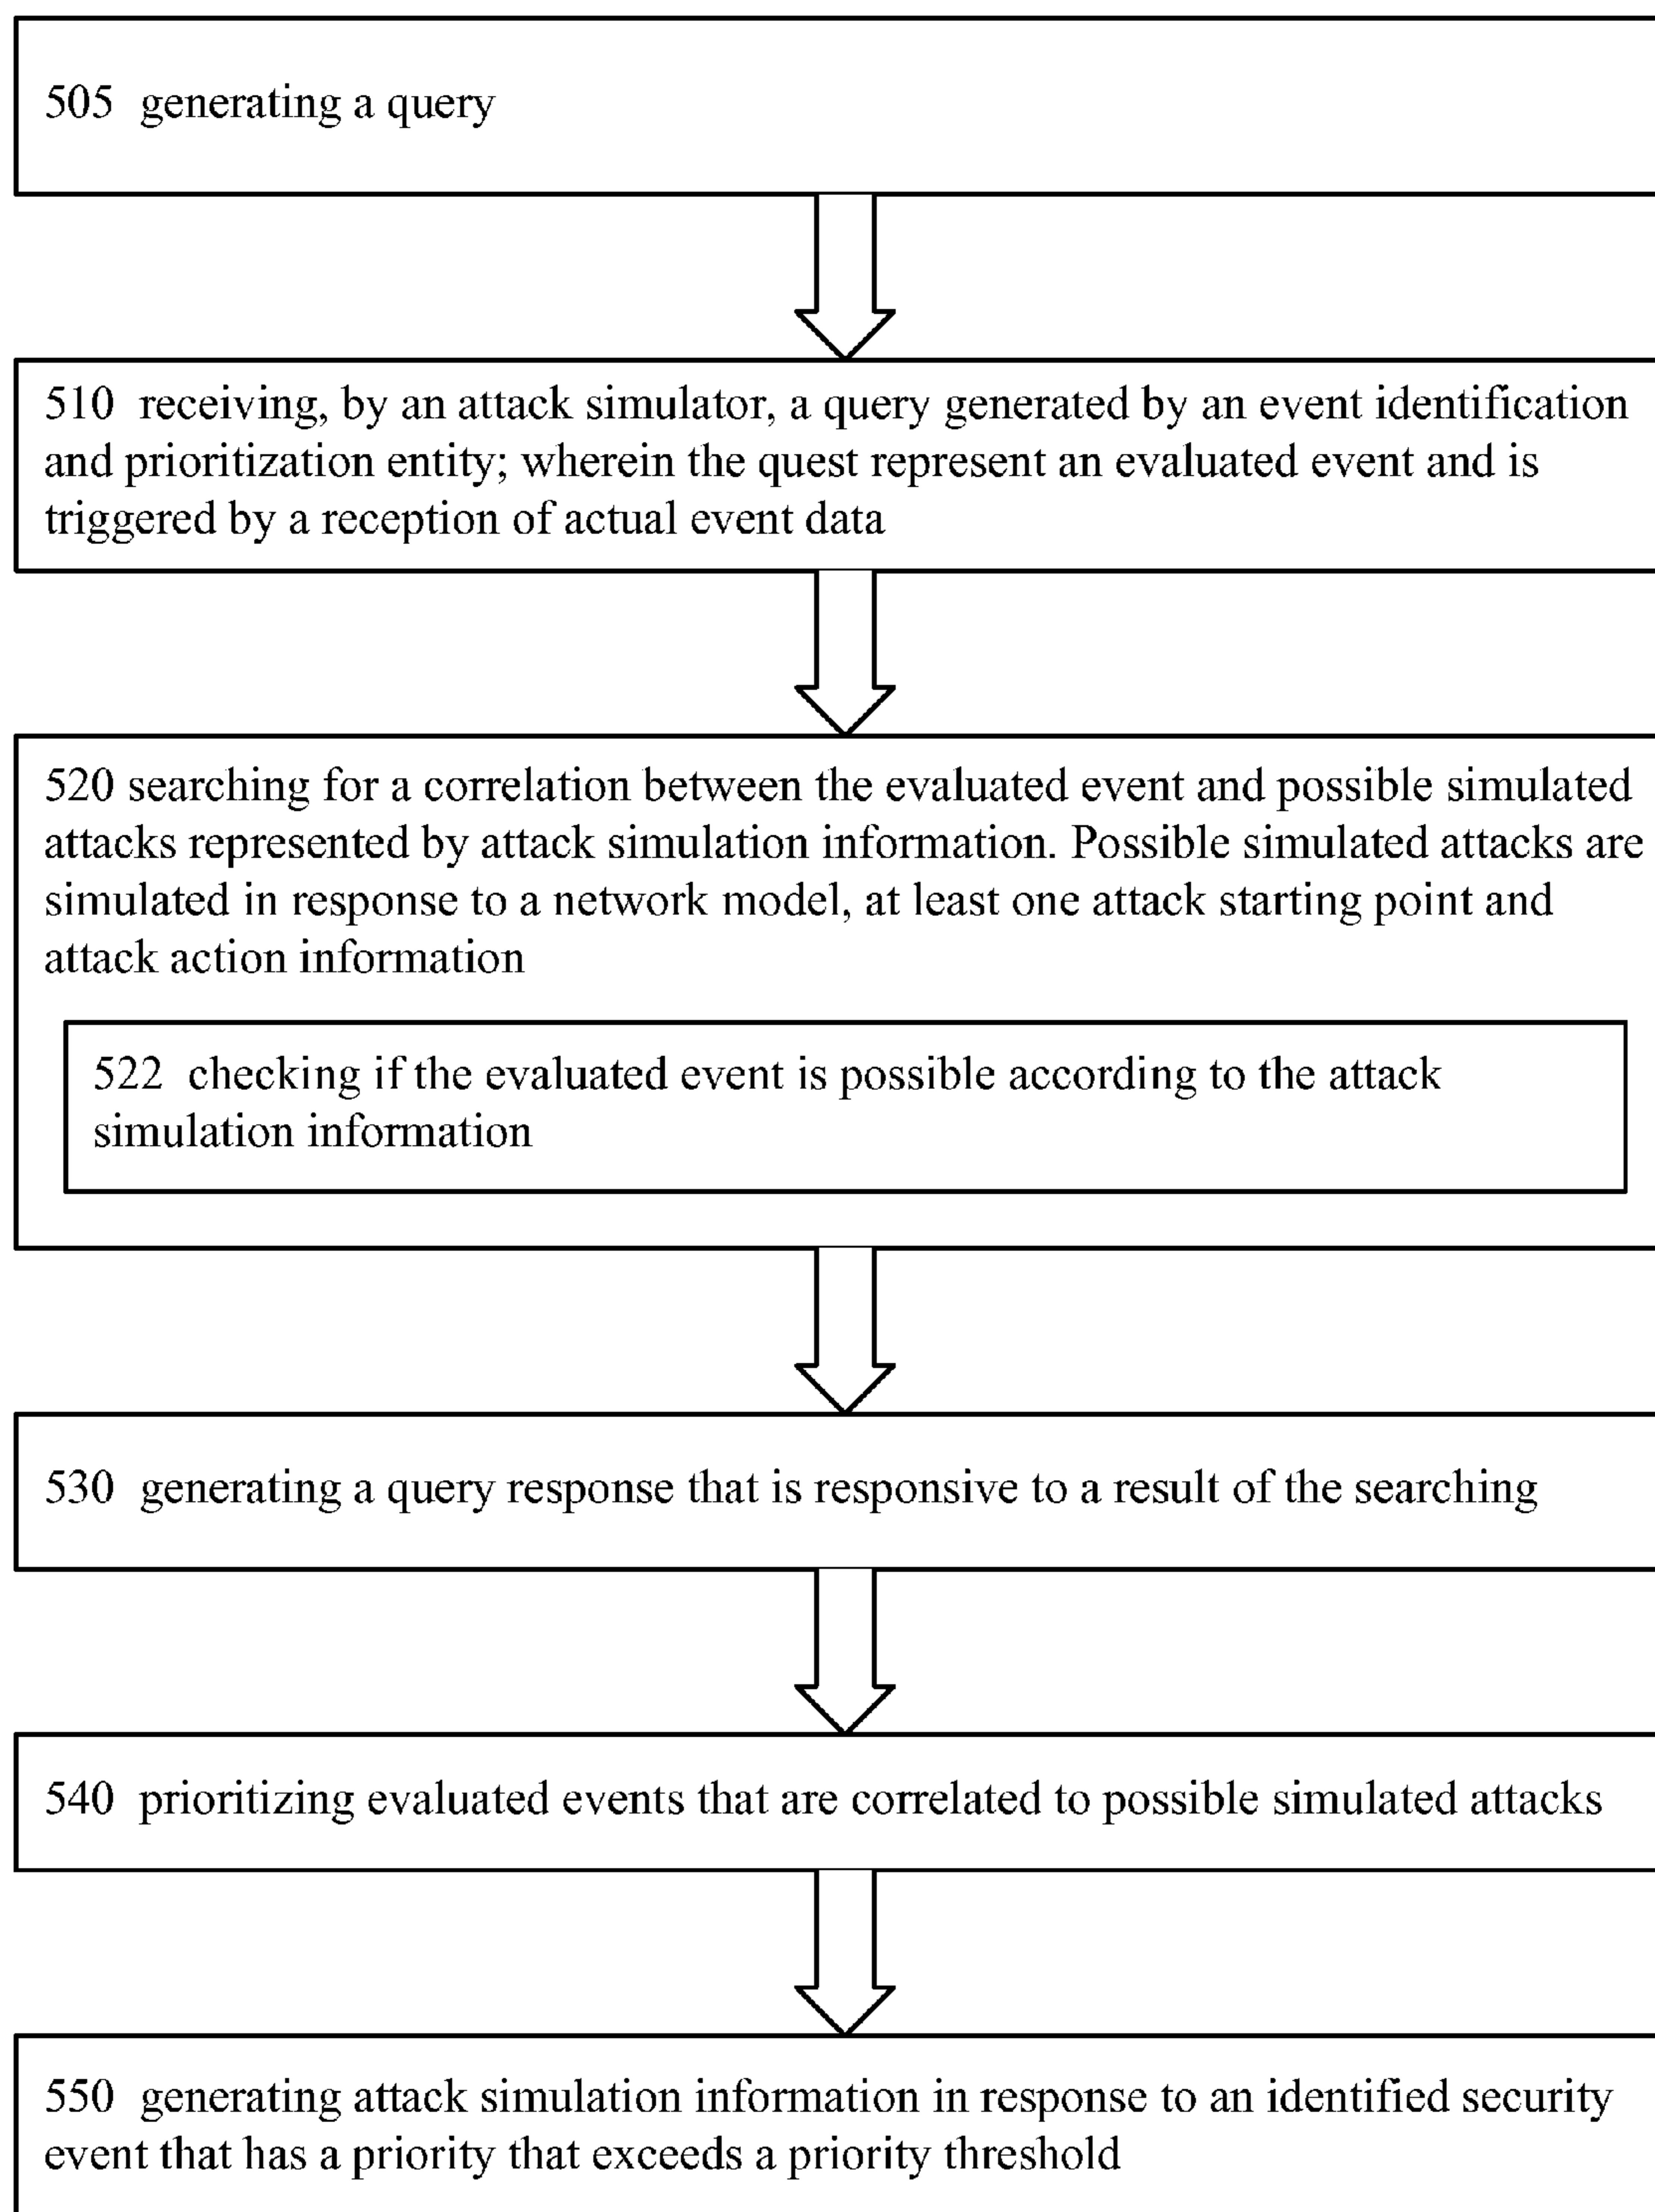 505 generating a query
510 receiving, by an attack simulator, a query generated by an event identification
and prioritization entity; wherein the quest represent an evaluated event and is
triggered by a reception of actual event data
520 searching for a correlation between the evaluated event and possible simulated
attacks represented by attack simulation information. Possible simulated attacks are
simulated in response to a network model, at least one attack starting point and
attack action information
522 checking if the evaluated event is possible according to the attack
simulation information
530 generating a query response that is responsive to a result of the searching
540 prioritizing evaluated events that are correlated to possible simulated attacks
550 generating attack simulation information in response to an identified security
event that has a priority that exceeds a priority threshold